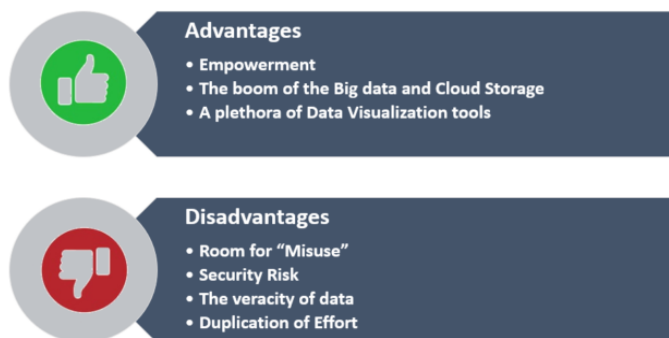 Advantages
• Empowerment
• The boom of the Big data and Cloud Storage
• A plethora of Data Visualization tools
Disadvantages
• Room for “Misuse”
• Security Risk
• The veracity of data
• Duplication of Effort